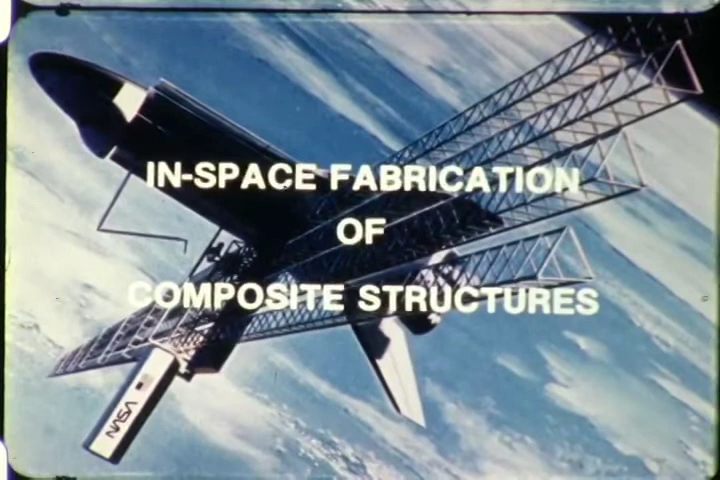 IN-SPACE FABRICATION
OF
COMPOSITE STRUCTURES
NASA